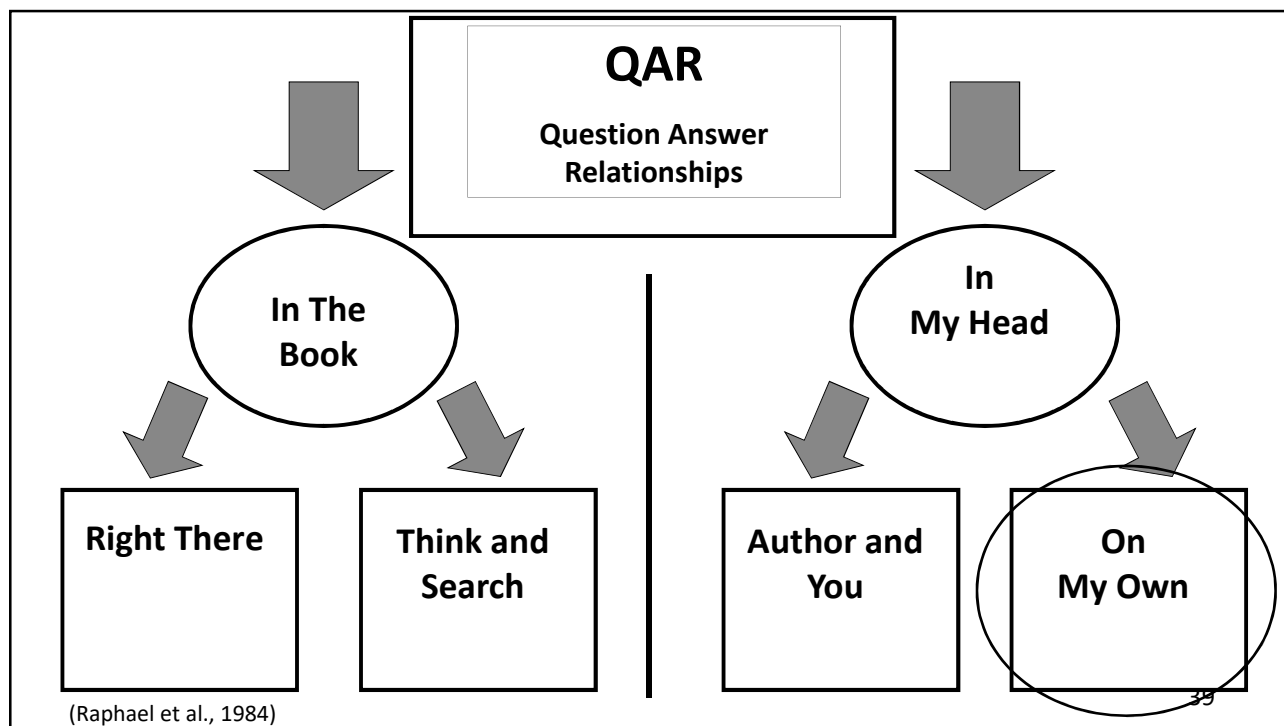 QAR
Question Answer
Relationships
In The
Book
In
My Head
Right There
Think and
Search
Author and
You
On
My Own
(Raphael et al., 1984)
39